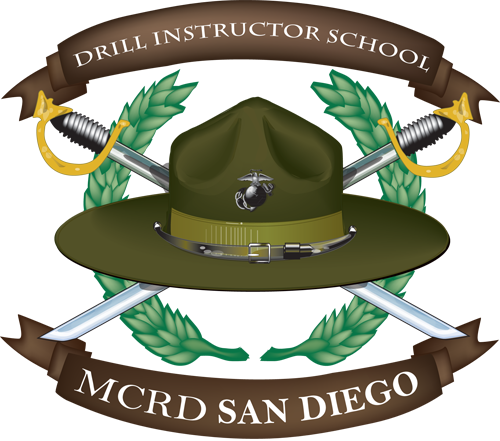 DRILL INSTRUCTOR SCHOOL
MCRD SAN DIEGO